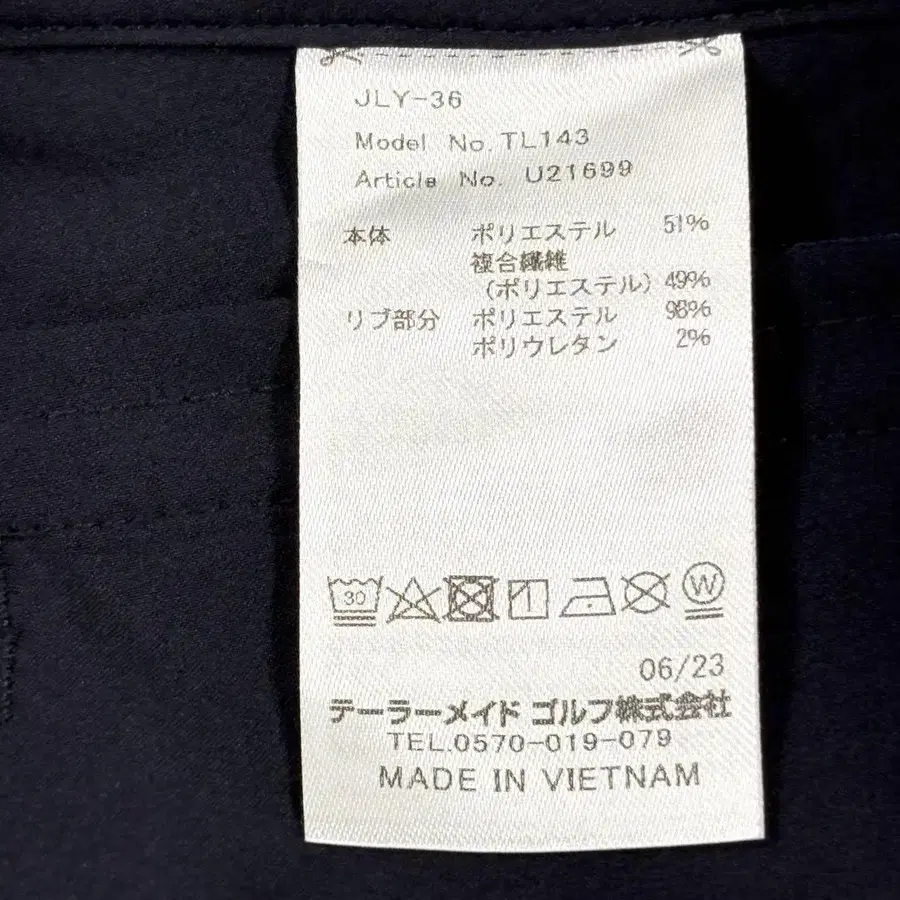 JLY-36
Model No. TL143
Article No. U21699
本体 ポリエステル 51%
複合繊維
(ポリエステル) 49%
リブ部分 ポリエステル 98%
ポリウレタン 2%
30 W
06/23
テーラーメイド ゴルフ株式会社
TEL.0570-019-079
MADE IN VIETNAM